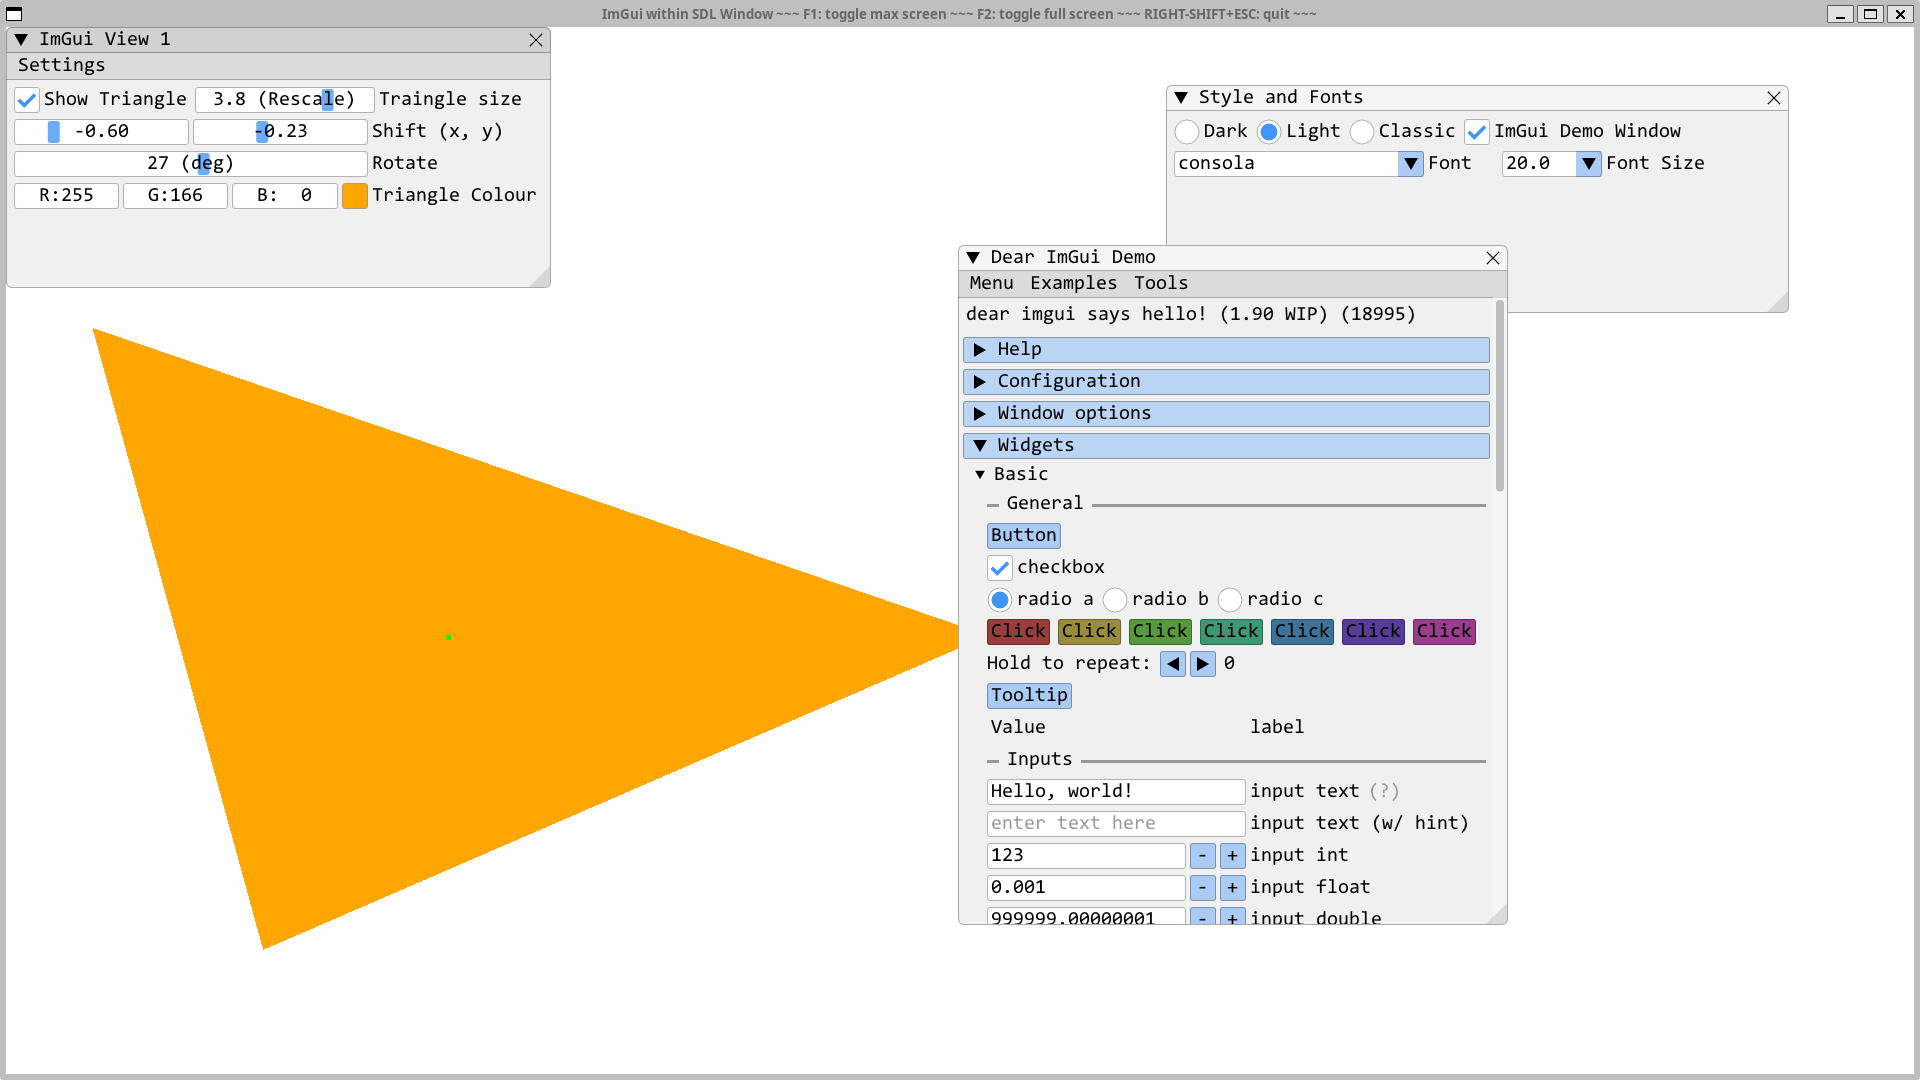 ImGui within SDL Window ~~~ F1: toggle max screen ~~~ F2: toggle full screen ~~~ RIGHT-SHIFT+ESC: quit ~~~
ImGui View 1
Settings
Show Triangle 3.8 (Rescale) Traingle size
-0.60 -0.23 Shift (x, y)
27 (deg) Rotate
R:255 G:166 B: 0 Triangle Colour
Style and Fonts
Dark Light Classic ImGui Demo Window
consola Font 20.0 Font Size
Dear ImGui Demo
Menu Examples Tools
dear imgui says hello! (1.90 WIP) (18995)
Help
Configuration
Window options
Widgets
Basic
General
Button
checkbox
radio a radio b radio c
Click Click Click Click Click Click Click
Hold to repeat: 0
Tooltip
Value label
Inputs
Hello, world! input text (?)
enter text here input text (w/ hint)
123 - + input int
0.001 - + input float
999999.00000001 - + input double